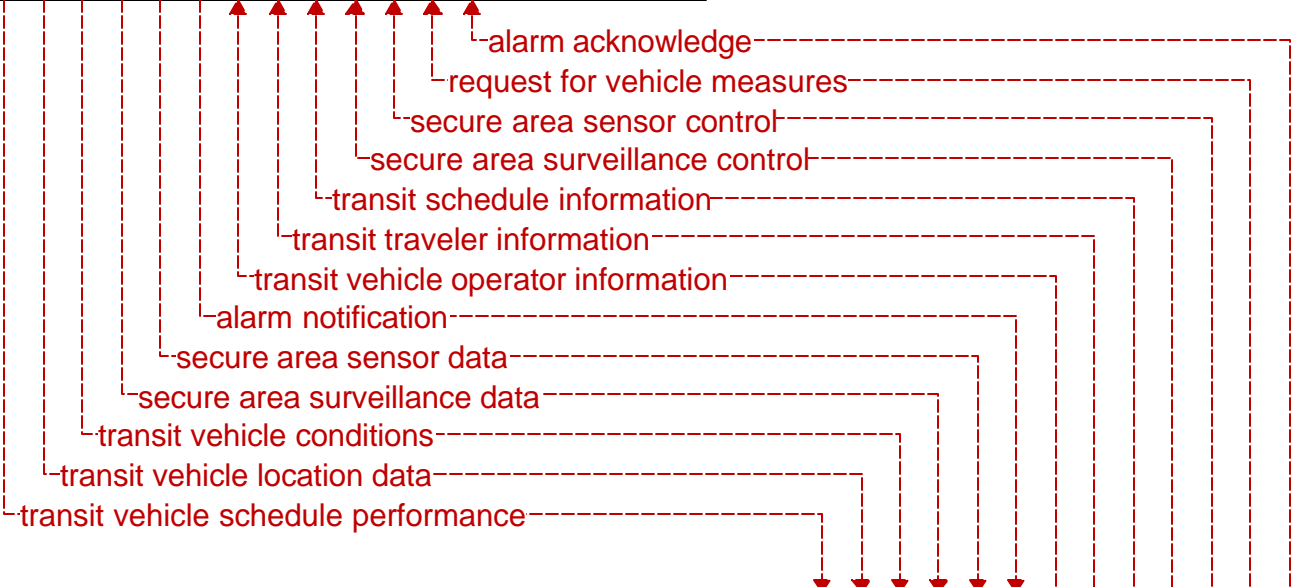 alarm acknowledge
request for vehicle measures
secure area sensor control
secure area surveillance control
transit schedule information
transit traveler information
transit vehicle operator information
alarm notification
secure area sensor data
secure area surveillance data
transit vehicle conditions
transit vehicle location data
transit vehicle schedule performance